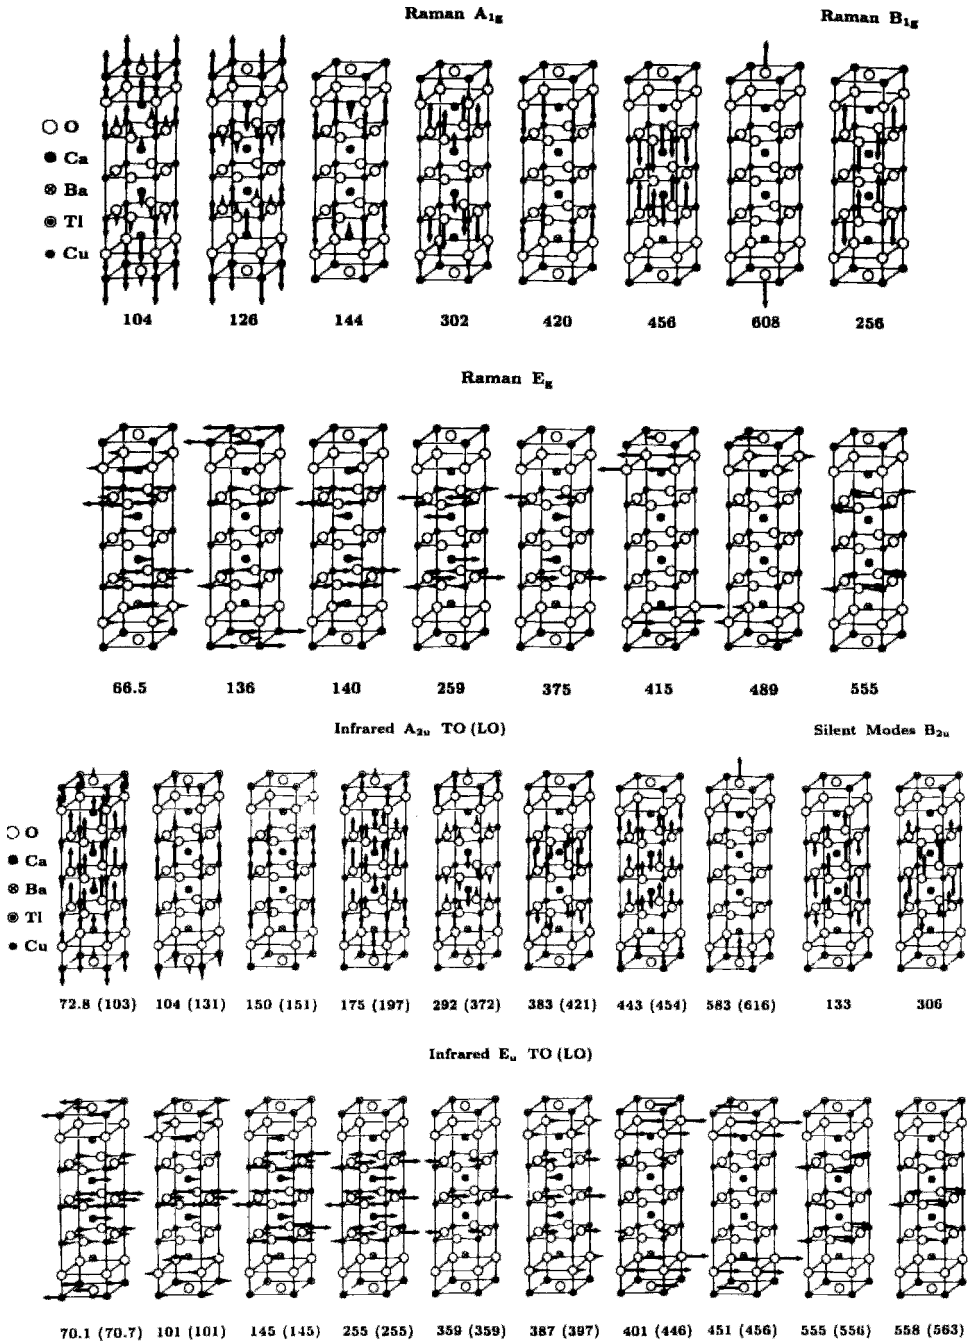 Raman A1g Raman B1g
O
Ca
Ba
Tl
Cu
104 126 144 302 420 456 608 256
Raman Eg
66.5 136 140 259 375 415 489 555
Infrared A2u TO (LO) Silent Modes B2u
O
Ca
Ba
Tl
Cu
72.8 (103) 104 (131) 150 (151) 175 (197) 292 (372) 383 (421) 443 (454) 583 (616) 133 306
Infrared Eu TO (LO)
70.1 (70.7) 101 (101) 145 (145) 255 (255) 359 (359) 387 (397) 401 (446) 451 (456) 555 (556) 558 (563)